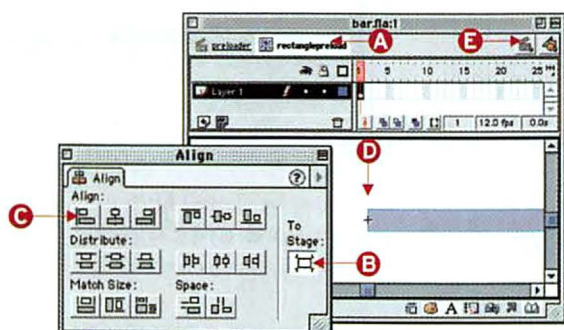 bar.fla:1
preloader rectanglepreload A E
1 5 10 15 20 25
Layer 1
1 12.0 fps 0.0s
Align
Align ?
Align:
C
To
Stage:
B
Distribute:
Match Size: Space:
D
A